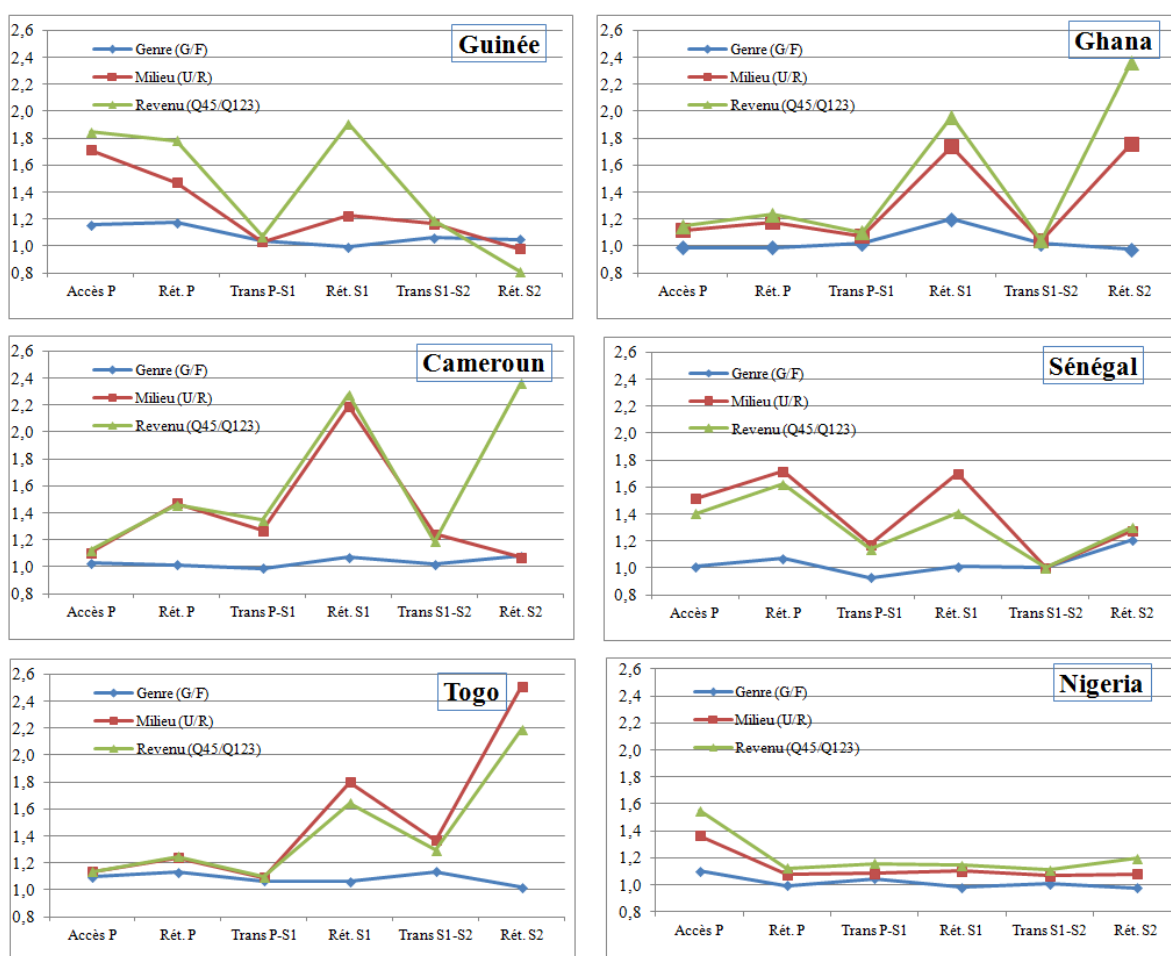 Guinée
2,6
2,4
2,2
2,0
1,8
1,6
1,4
1,2
1,0
0,8
Genre (G/F)
Milieu (U/R)
Revenu (Q45/Q123)
Accès P Rét. P Trans P-S1 Rét. S1 Trans S1-S2 Rét. S2
Ghana
2,6
2,4
2,2
2,0
1,8
1,6
1,4
1,2
1,0
0,8
Genre (G/F)
Milieu (U/R)
Revenu (Q45/Q123)
Accès P Rét. P Trans P-S1 Rét. S1 Trans S1-S2 Rét. S2
Cameroun
2,6
2,4
2,2
2,0
1,8
1,6
1,4
1,2
1,0
0,8
Genre (G/F)
Milieu (U/R)
Revenu (Q45/Q123)
Accès P Rét. P Trans P-S1 Rét. S1 Trans S1-S2 Rét. S2
Sénégal
2,6
2,4
2,2
2,0
1,8
1,6
1,4
1,2
1,0
0,8
Genre (G/F)
Milieu (U/R)
Revenu (Q45/Q123)
Accès P Rét. P Trans P-S1 Rét. S1 Trans S1-S2 Rét. S2
Togo
2,6
2,4
2,2
2,0
1,8
1,6
1,4
1,2
1,0
0,8
Genre (G/F)
Milieu (U/R)
Revenu (Q45/Q123)
Accès P Rét. P Trans P-S1 Rét. S1 Trans S1-S2 Rét. S2
Nigeria
2,6
2,4
2,2
2,0
1,8
1,6
1,4
1,2
1,0
0,8
Genre (G/F)
Milieu (U/R)
Revenu (Q45/Q123)
Accès P Rét. P Trans P-S1 Rét. S1 Trans S1-S2 Rét. S2